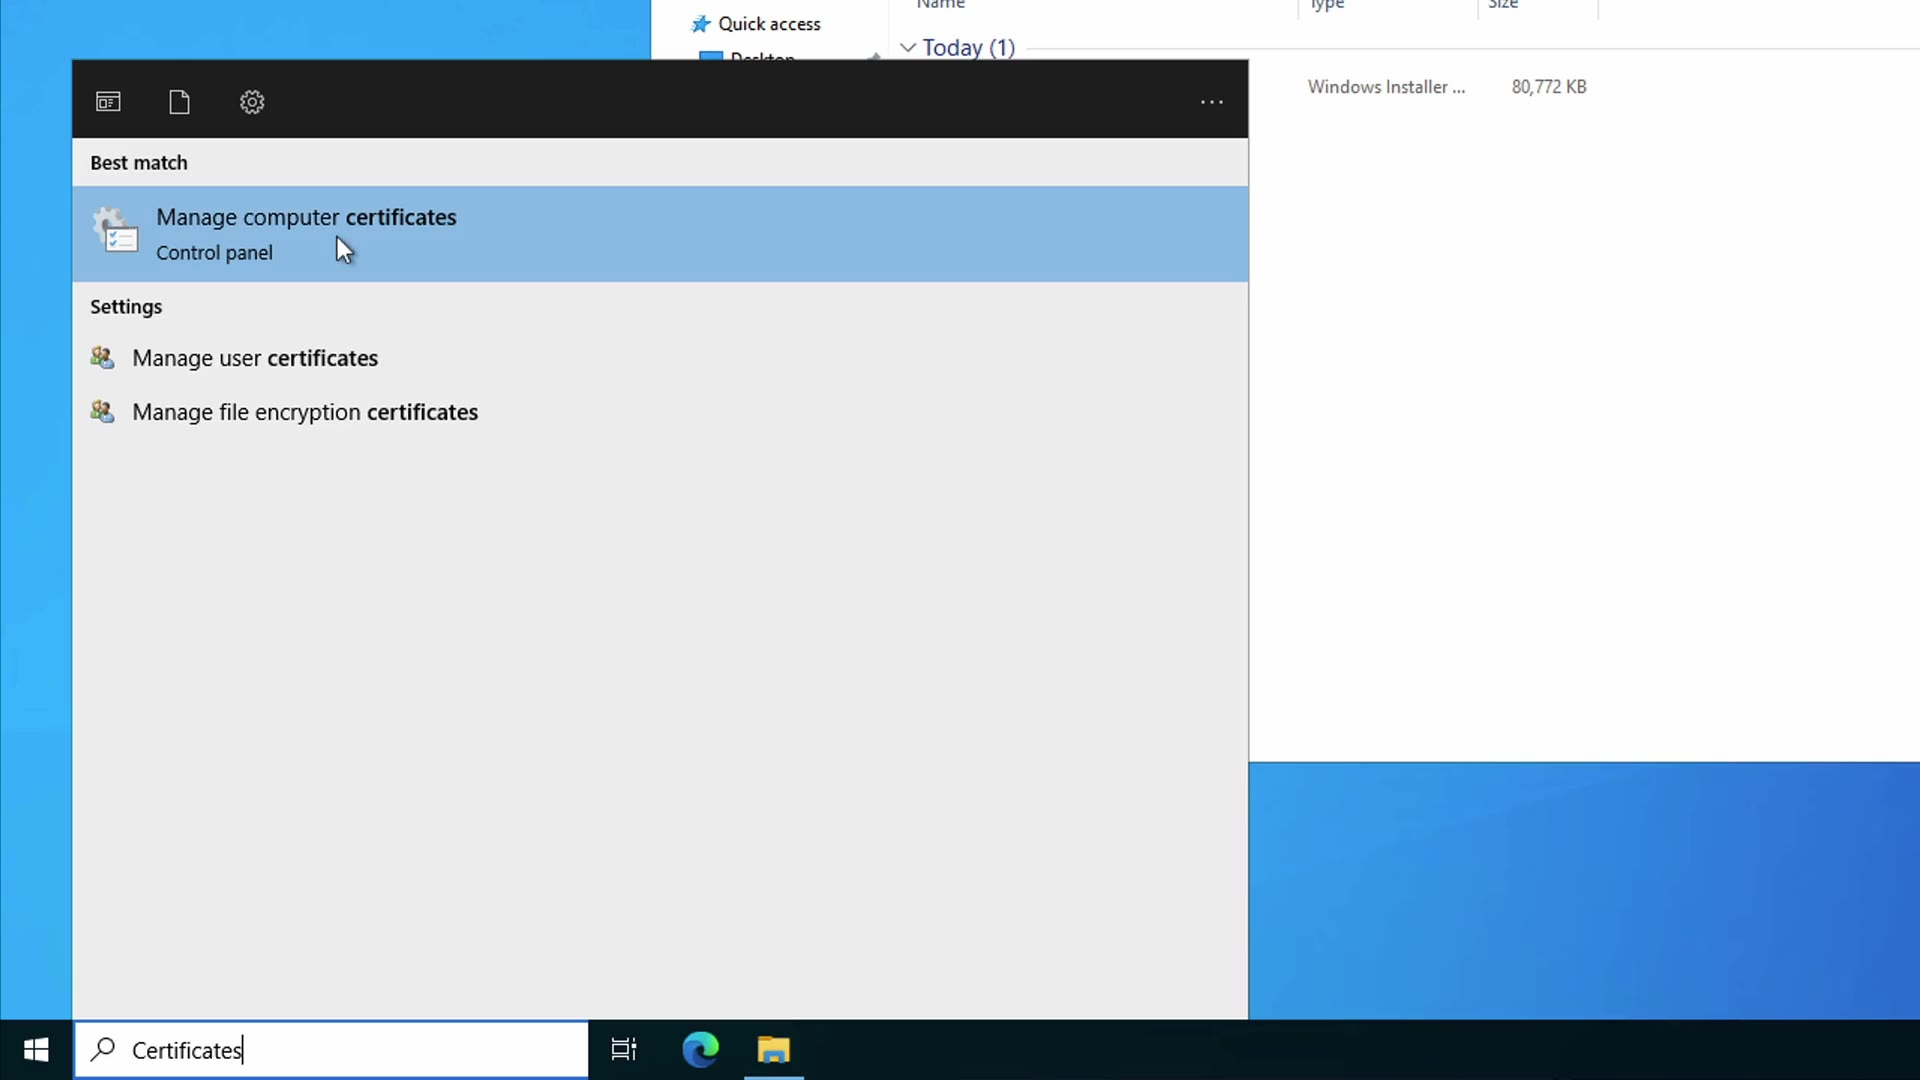 Name
Type
Size
Quick access
Today (1)
Desktop
Windows Installer ...
80,772 KB
Best match
Manage computer certificates
Control panel
Settings
Manage user certificates
Manage file encryption certificates
Certificates